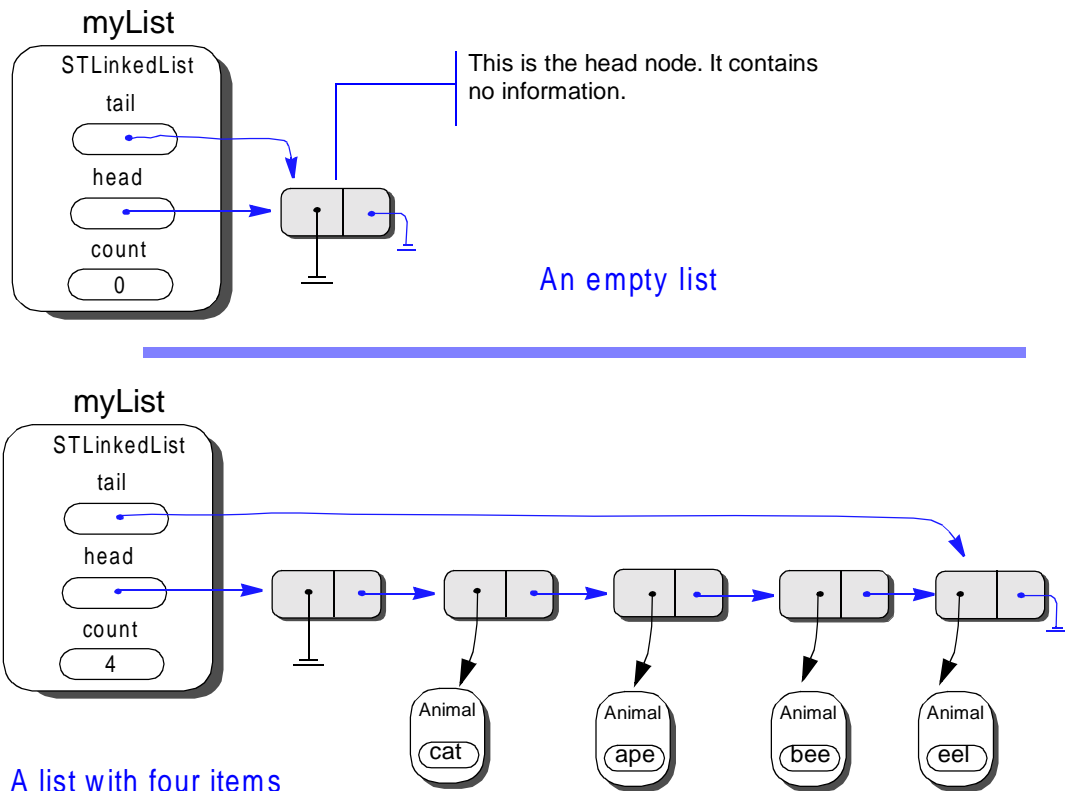 myList
STLinkedList
tail
head
count
0
This is the head node. It contains
no information.
An empty list
myList
STLinkedList
tail
head
count
4
Animal
cat
Animal
ape
Animal
bee
Animal
eel
A list with four items